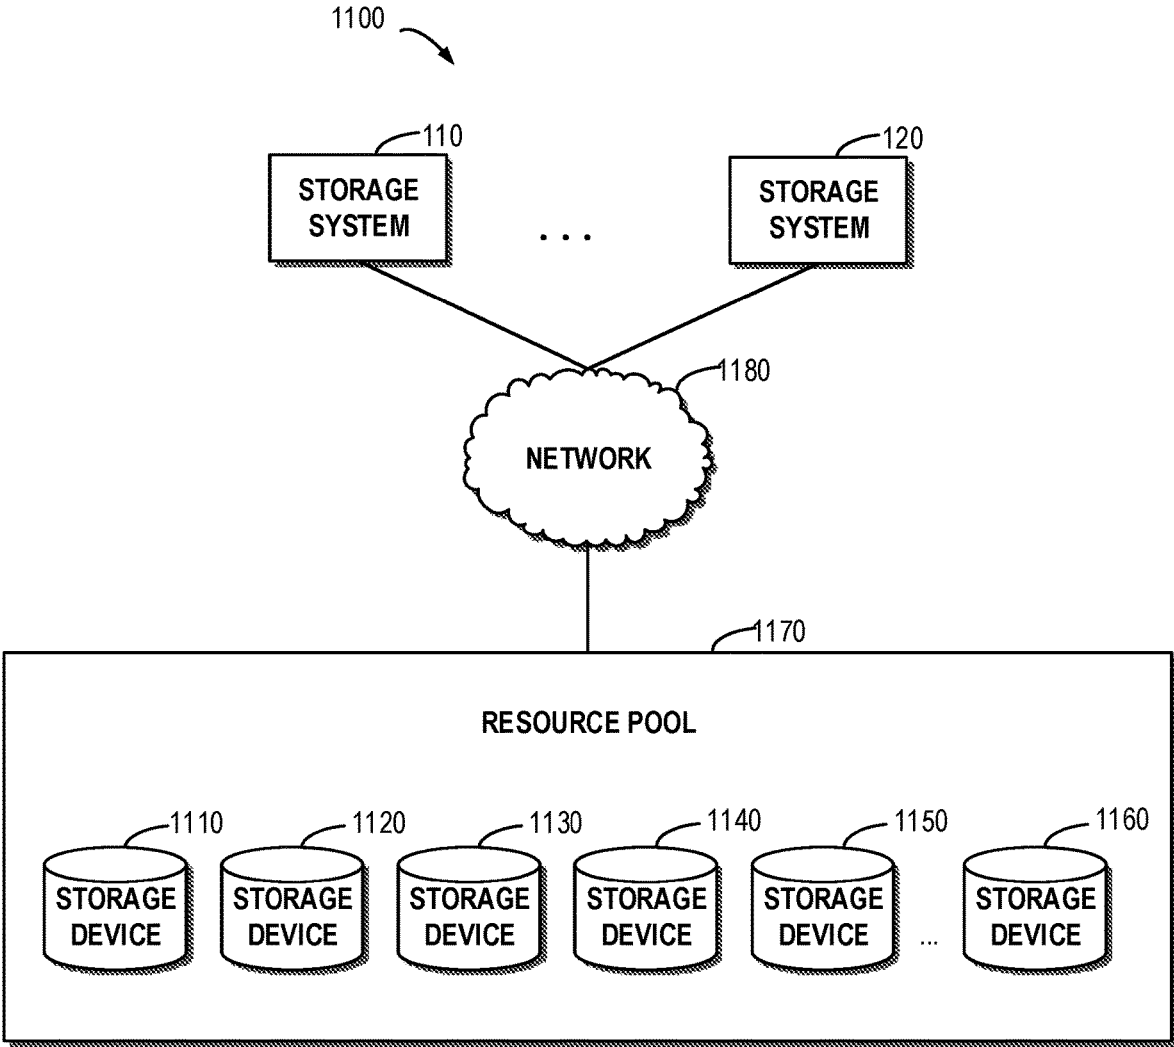 1100
110
120
STORAGE
SYSTEM
. . .
STORAGE
SYSTEM
1180
NETWORK
1170
RESOURCE POOL
1110
1120
1130
1140
1150
1160
STORAGE
DEVICE
STORAGE
DEVICE
STORAGE
DEVICE
STORAGE
DEVICE
STORAGE
DEVICE
...
STORAGE
DEVICE